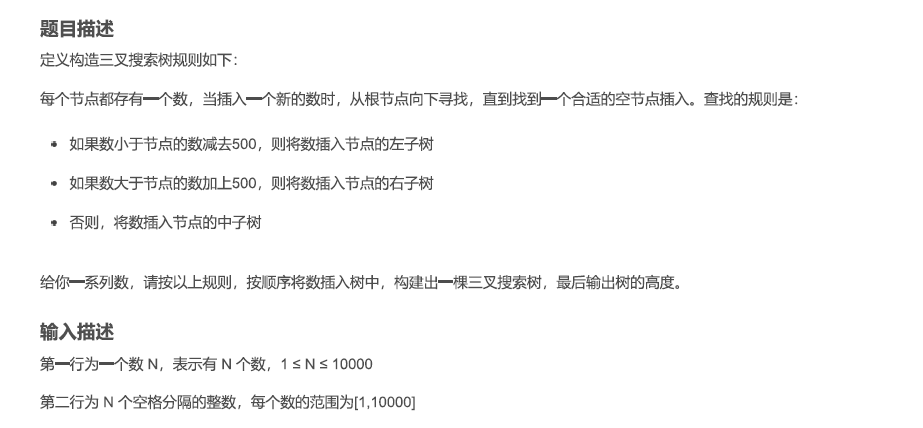 题目描述
定义构造三叉搜索树规则如下：
每个节点都存有一个数，当插入一个新的数时，从根节点向下寻找，直到找到一个合适的空节点插入。查找的规则是：
• 如果数小于节点的数减去500，则将数插入节点的左子树
• 如果数大于节点的数加上500，则将数插入节点的右子树
• 否则，将数插入节点的中子树
给你一系列数，请按以上规则，按顺序将数插入树中，构建出一棵三叉搜索树，最后输出树的高度。
输入描述
第一行为一个数 N，表示有 N 个数，1 ≤ N ≤ 10000
第二行为 N 个空格分隔的整数，每个数的范围为[1,10000]